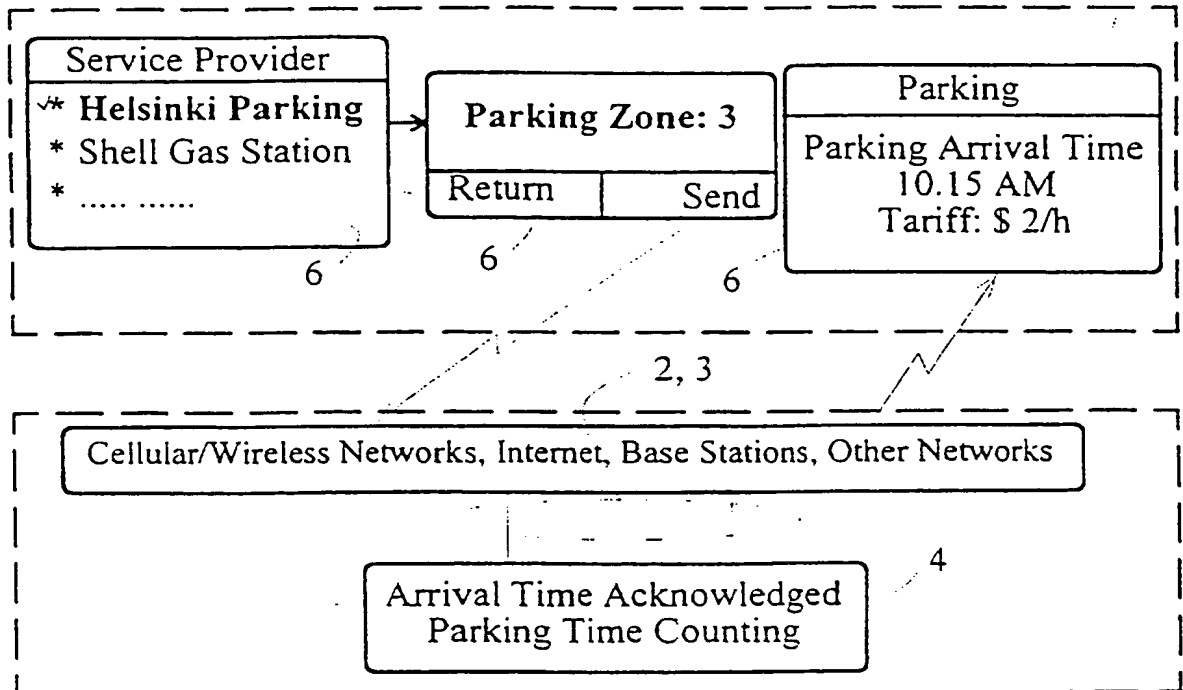 Service Provider
* Helsinki Parking
* Shell Gas Station
* ..... ......
Parking Zone: 3
Return Send
Parking
Parking Arrival Time
10.15 AM
Tariff: $ 2/h
6
6
6
2, 3
Cellular/Wireless Networks, Internet, Base Stations, Other Networks
4
Arrival Time Acknowledged
Parking Time Counting